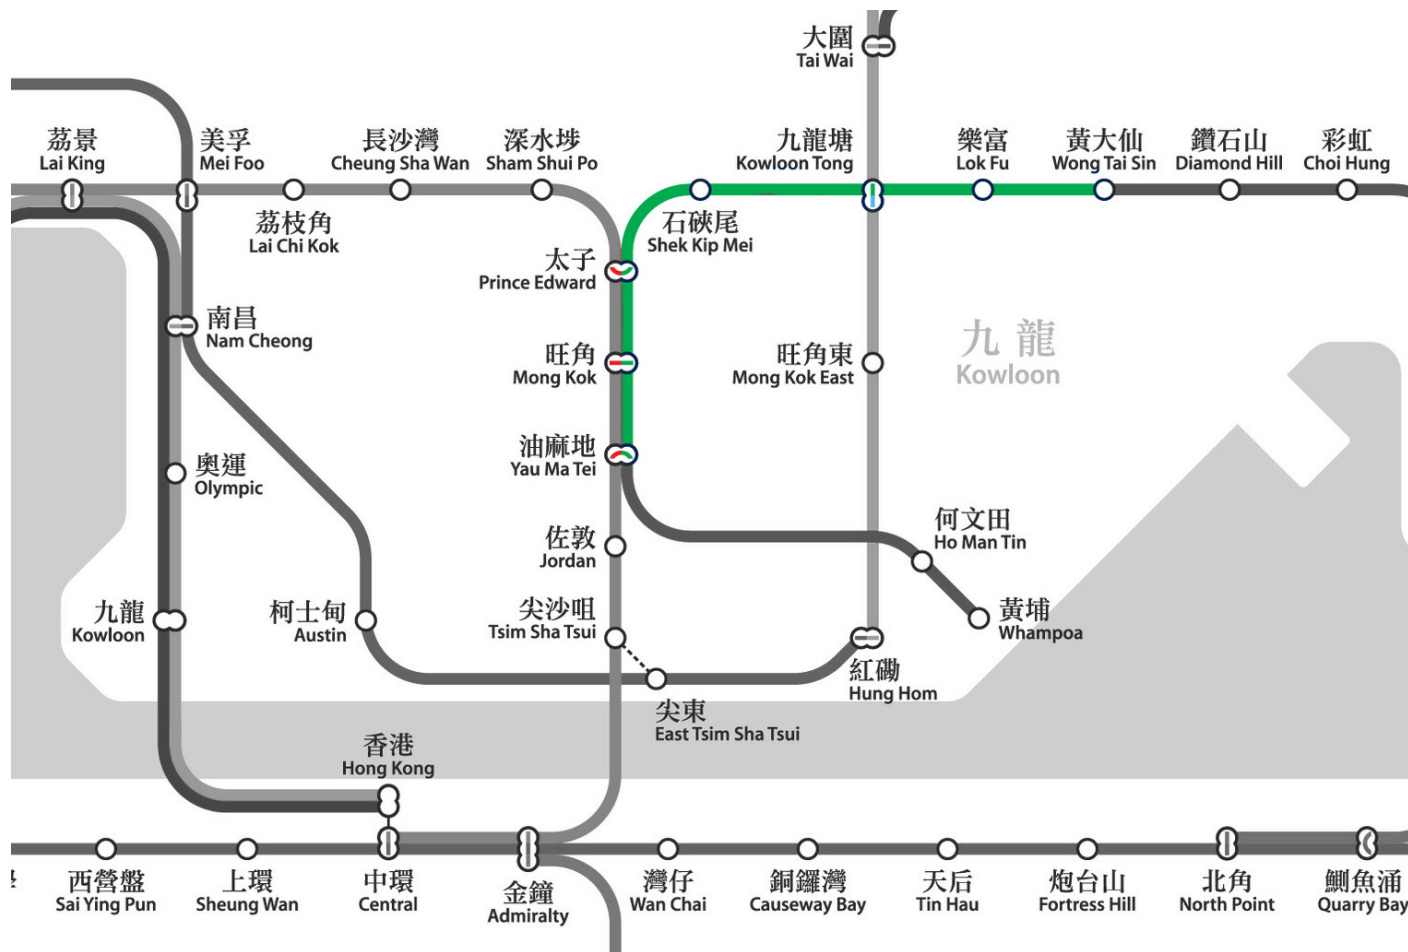 大圍
Tai Wai
荔景
Lai King
美孚
Mei Foo
長沙灣
Cheung Sha Wan
深水埗
Sham Shui Po
九龍塘
Kowloon Tong
樂富
Lok Fu
黃大仙
Wong Tai Sin
鑽石山
Diamond Hill
彩虹
Choi Hung
荔枝角
Lai Chi Kok
石硤尾
Shek Kip Mei
太子
Prince Edward
南昌
Nam Cheong
旺角
Mong Kok
旺角東
Mong Kok East
九龍
Kowloon
油麻地
Yau Ma Tei
奧運
Olympic
佐敦
Jordan
何文田
Ho Man Tin
九龍
Kowloon
柯士甸
Austin
尖沙咀
Tsim Sha Tsui
黃埔
Whampoa
紅磡
Hung Hom
尖東
East Tsim Sha Tsui
香港
Hong Kong
西營盤
Sai Ying Pun
上環
Sheung Wan
中環
Central
金鐘
Admiralty
灣仔
Wan Chai
銅鑼灣
Causeway Bay
天后
Tin Hau
炮台山
Fortress Hill
北角
North Point
鰂魚涌
Quarry Bay